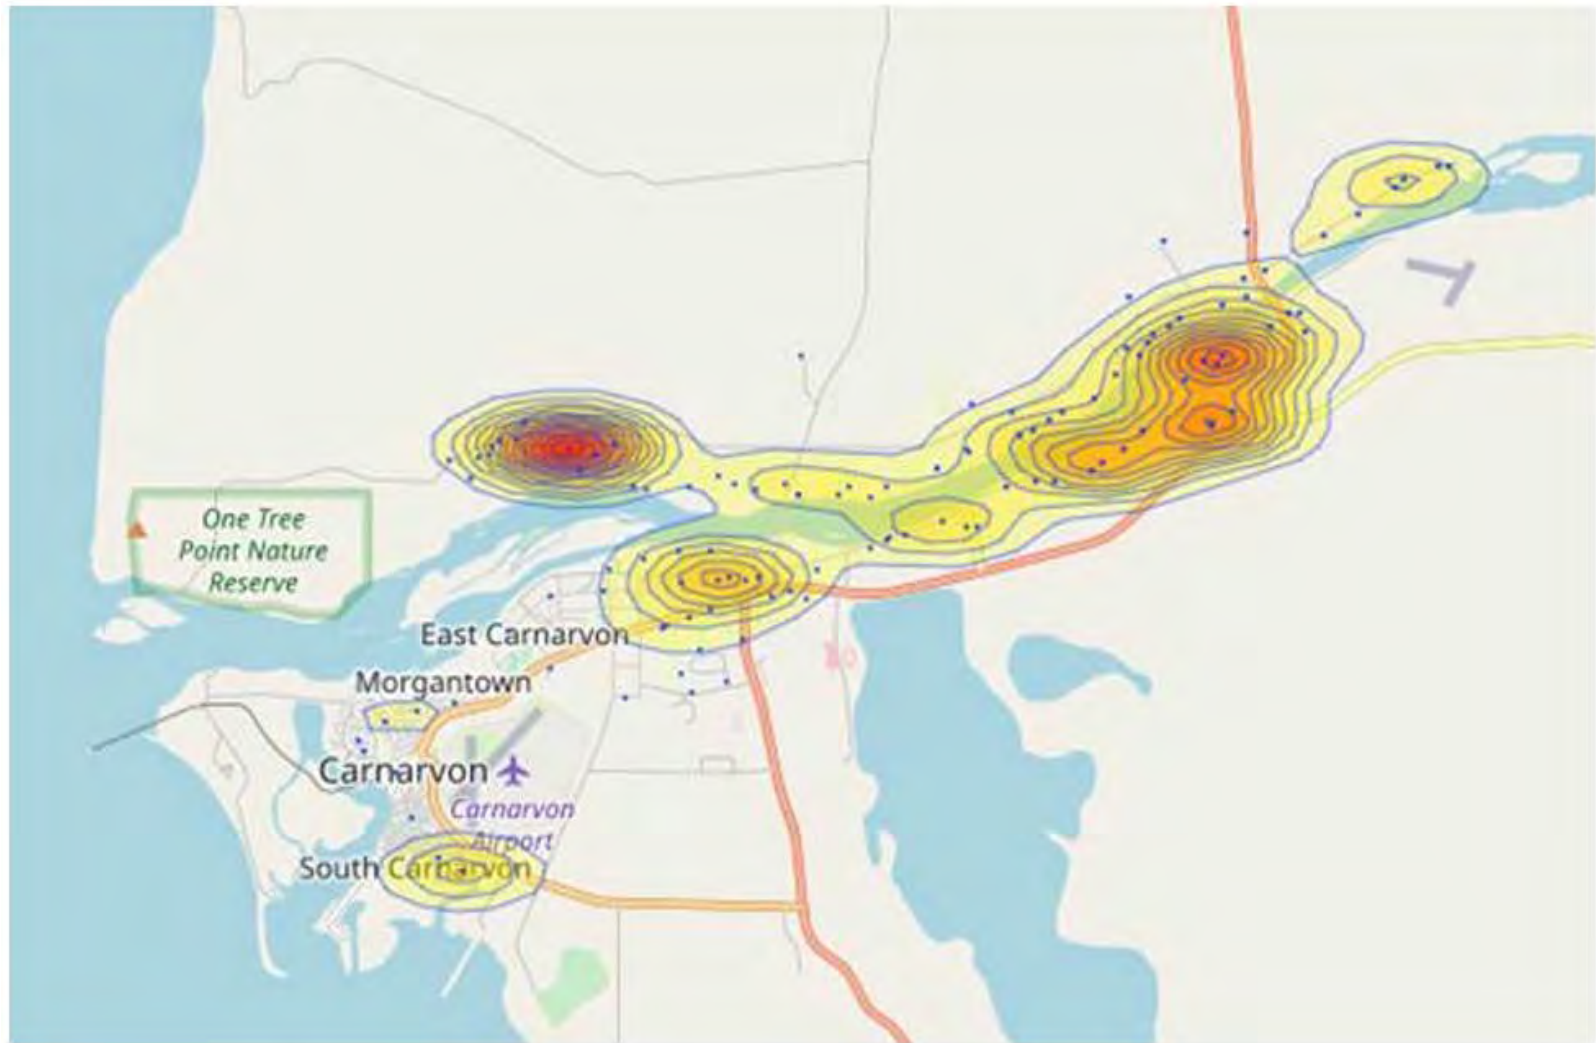 One Tree
Point Nature
Reserve
East Carnarvon
Morgantown
Carnarvon
Carnarvon
Airport
South Carnarvon